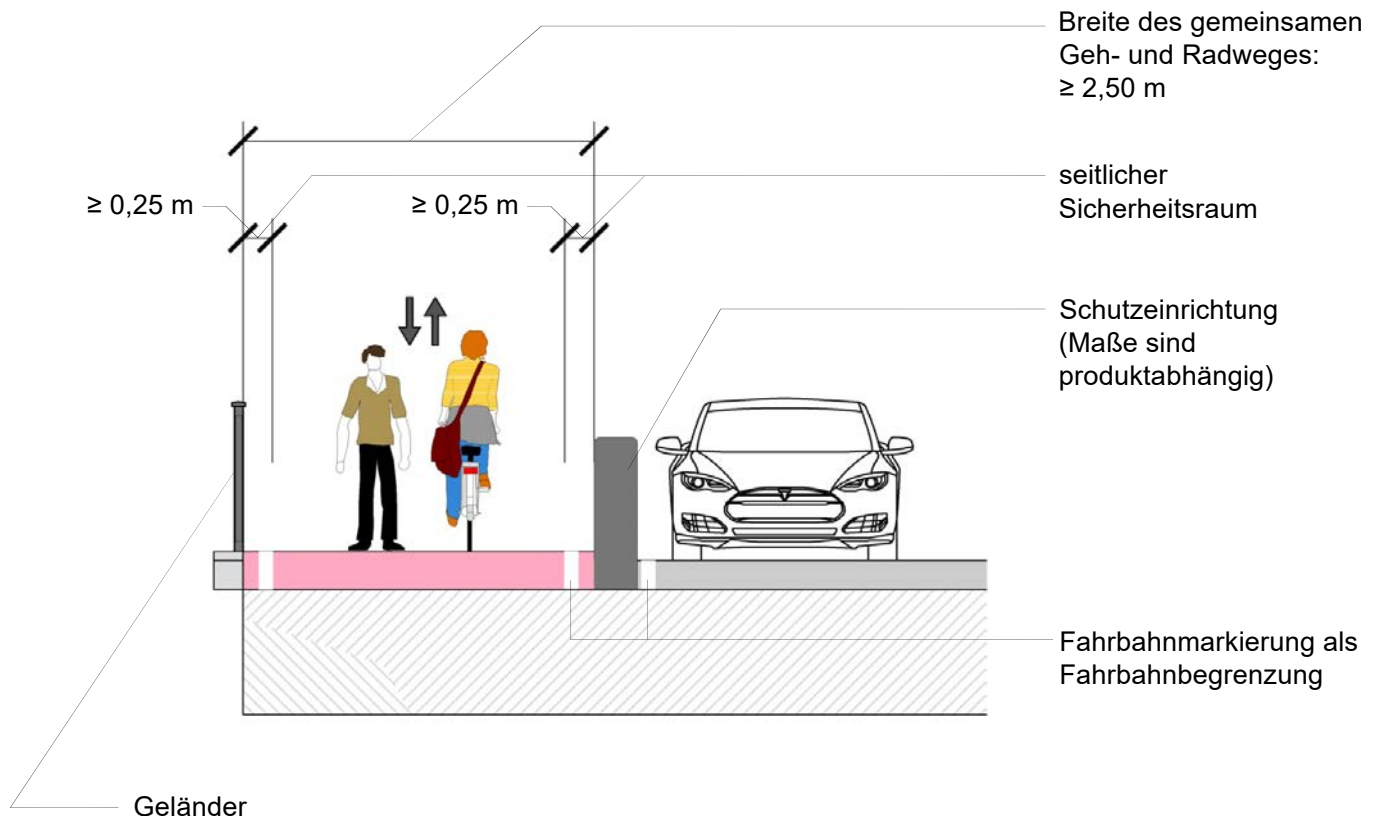 Breite des gemeinsamen
Geh- und Radweges:
≥ 2,50 m
seitlicher
Sicherheitsraum
≥ 0,25 m
≥ 0,25 m
Schutzeinrichtung
(Maße sind
produktabhängig)
Fahrbahnmarkierung als
Fahrbahnbegrenzung
Geländer